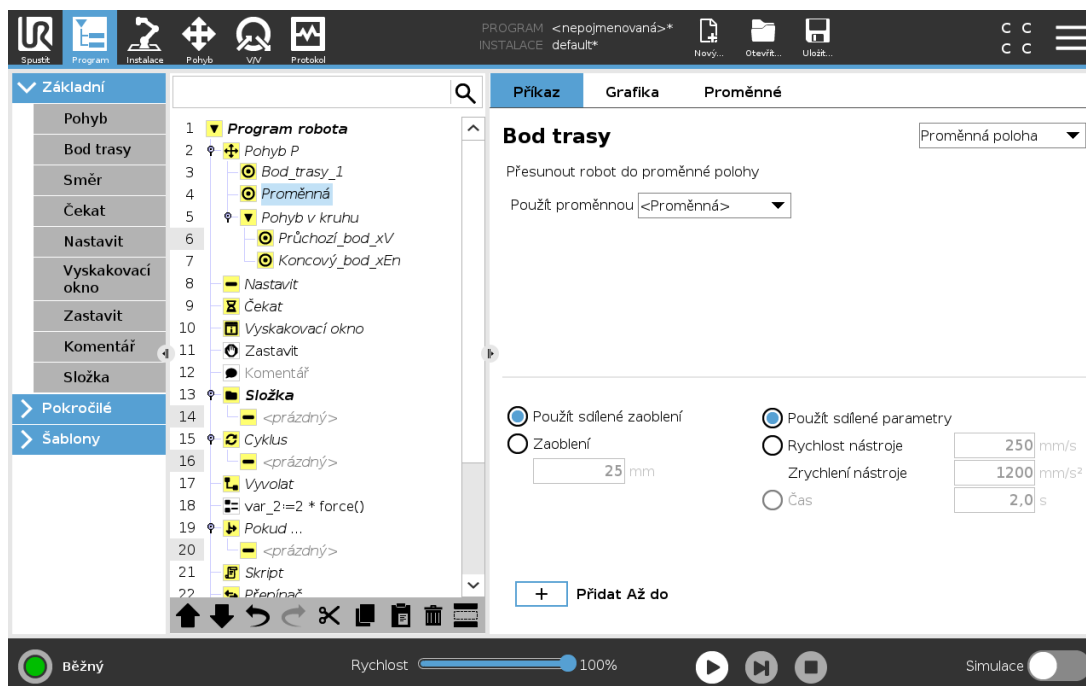 UR
Spustit
Program
Instalace
Pohyb
V/V
Protokol
PROGRAM <nepojmenovaná>*
INSTALACE default*
Nový...
Otevřít...
Uložit...
C C
C C
Základní
Pohyb
Bod trasy
Směr
Čekat
Nastavit
Vyskakovací
okno
Zastavit
Komentář
Složka
Pokročilé
Šablony
1 Program robota
2 Pohyb P
3 Bod_trasy_1
4 Proměnná
5 Pohyb v kruhu
6 Průchozí_bod_xV
7 Koncový_bod_xEn
8 Nastavit
9 Čekat
10 Vyskakovací okno
11 Zastavit
12 Komentář
13 Složka
14 <prázdný>
15 Cyklus
16 <prázdný>
17 Vyvolat
18 var_2:=2 * force()
19 Pokud ...
20 <prázdný>
21 Skript
22 Přepínač
Příkaz
Grafika
Proměnné
Bod trasy
Proměnná poloha
Přesunout robot do proměnné polohy
Použít proměnnou <Proměnná>
Použít sdílené zaoblení
Zaoblení
25 mm
Použít sdílené parametry
Rychlost nástroje 250 mm/s
Zrychlení nástroje 1200 mm/s²
Čas 2,0 s
+ Přidat Až do
Běžný
Rychlost 100%
Simulace